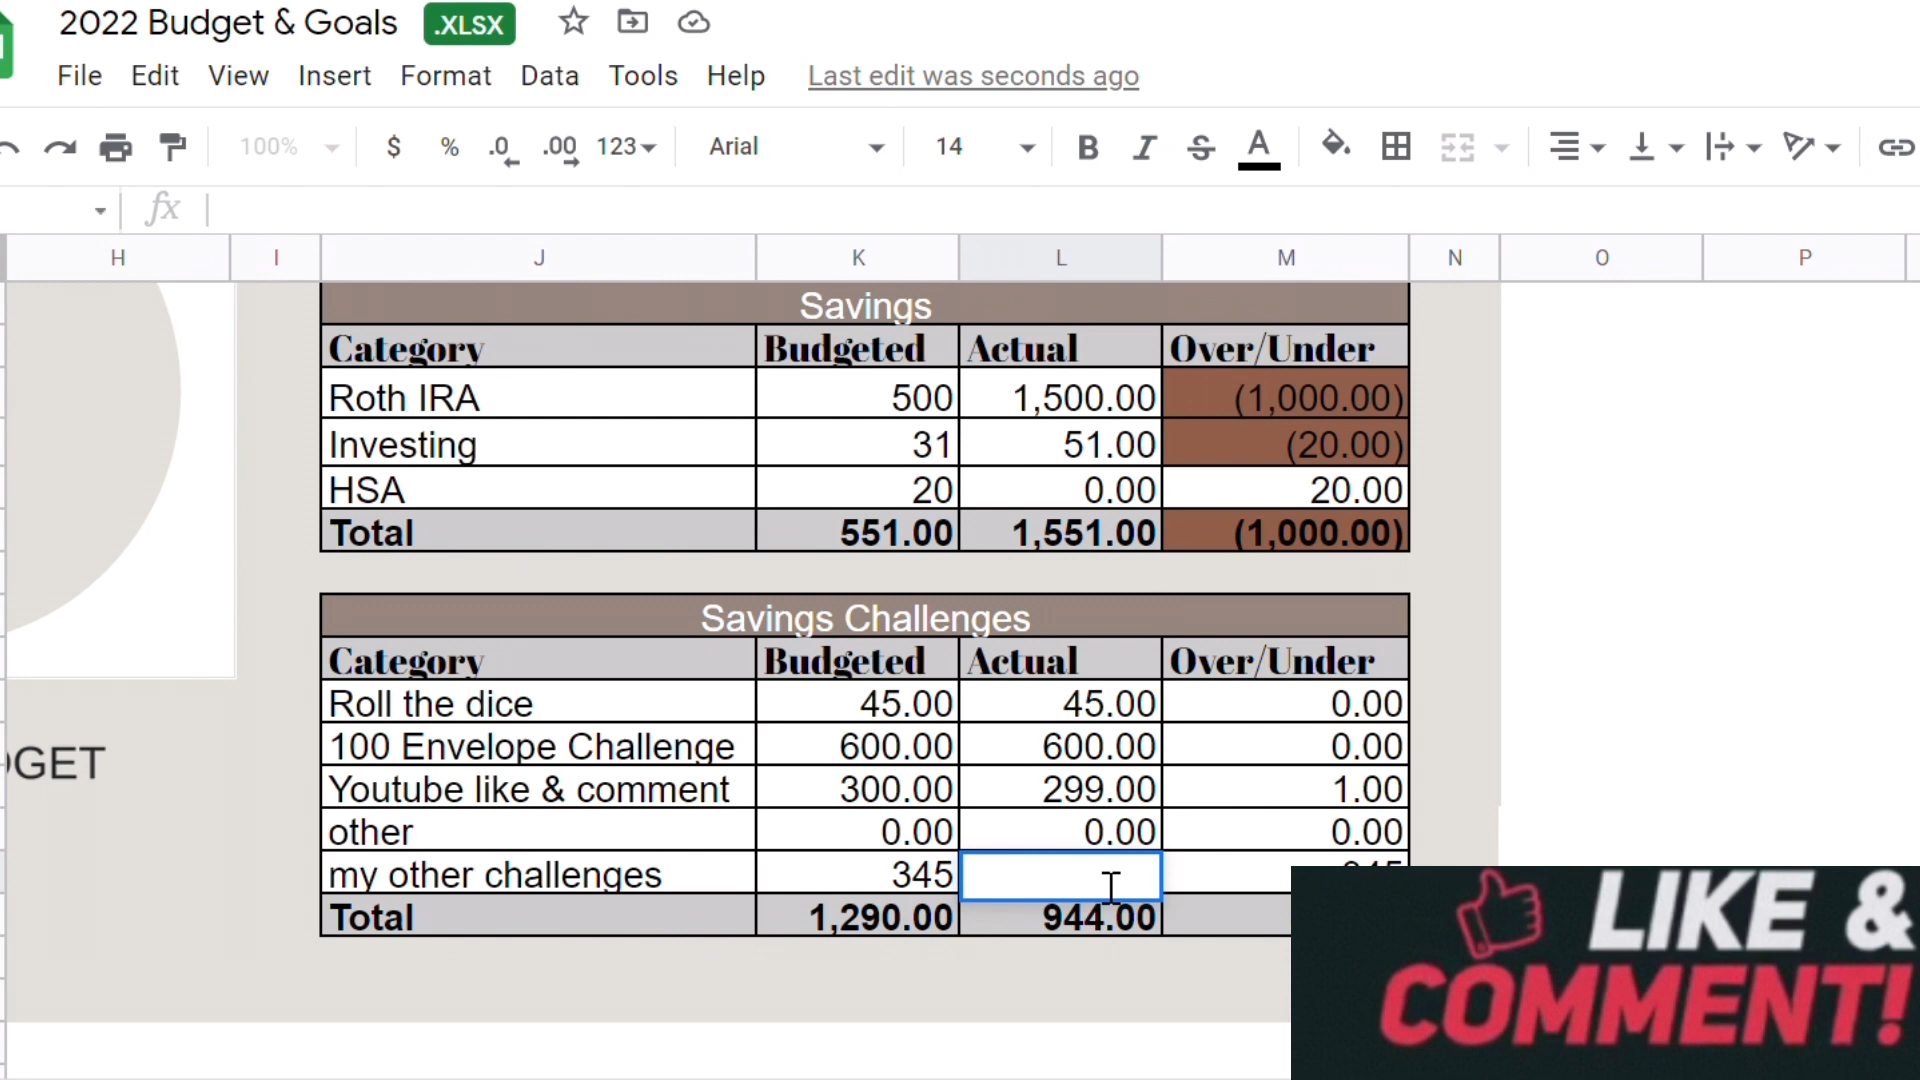 2022 Budget & Goals .XLSX
File Edit View Insert Format Data Tools Help Last edit was seconds ago
100% $ % .0 .00 123 Arial 14 B I S A
fx
H I J K L M N O P
Savings
Category Budgeted Actual Over/Under
Roth IRA 500 1,500.00 (1,000.00)
Investing 31 51.00 (20.00)
HSA 20 0.00 20.00
Total 551.00 1,551.00 (1,000.00)
Savings Challenges
Category Budgeted Actual Over/Under
Roll the dice 45.00 45.00 0.00
100 Envelope Challenge 600.00 600.00 0.00
DGET
Youtube like & comment 300.00 299.00 1.00
other 0.00 0.00 0.00
my other challenges 345
Total 1,290.00 944.00
LIKE &
COMMENT!